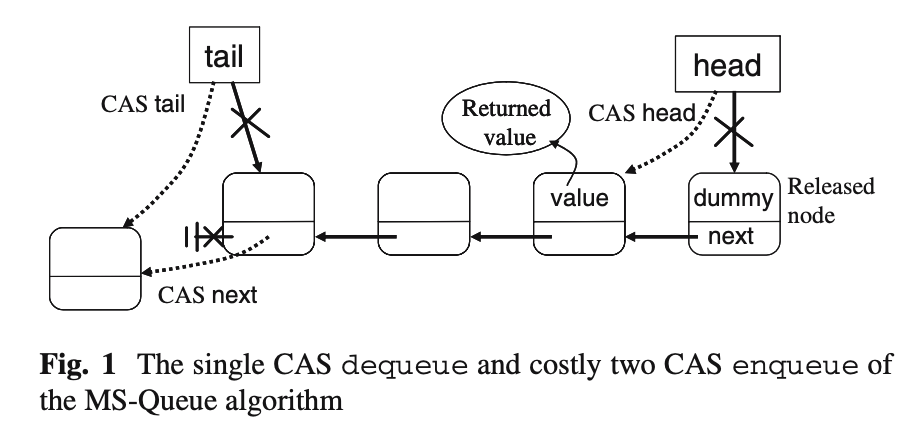 tail
head
CAS tail
Returned
value
CAS head
value
dummy
next
Released
node
CAS next
Fig. 1 The single CAS dequeue and costly two CAS enqueue of
the MS-Queue algorithm